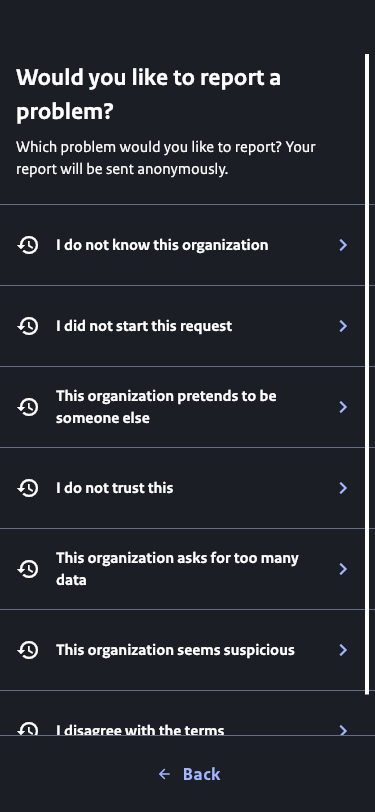 Would you like to report a
problem?
Which problem would you like to report? Your
report will be sent anonymously.
I do not know this organization
I did not start this request
This organization pretends to be
someone else
I do not trust this
This organization asks for too many
data
This organization seems suspicious
I disagree with the terms
Back